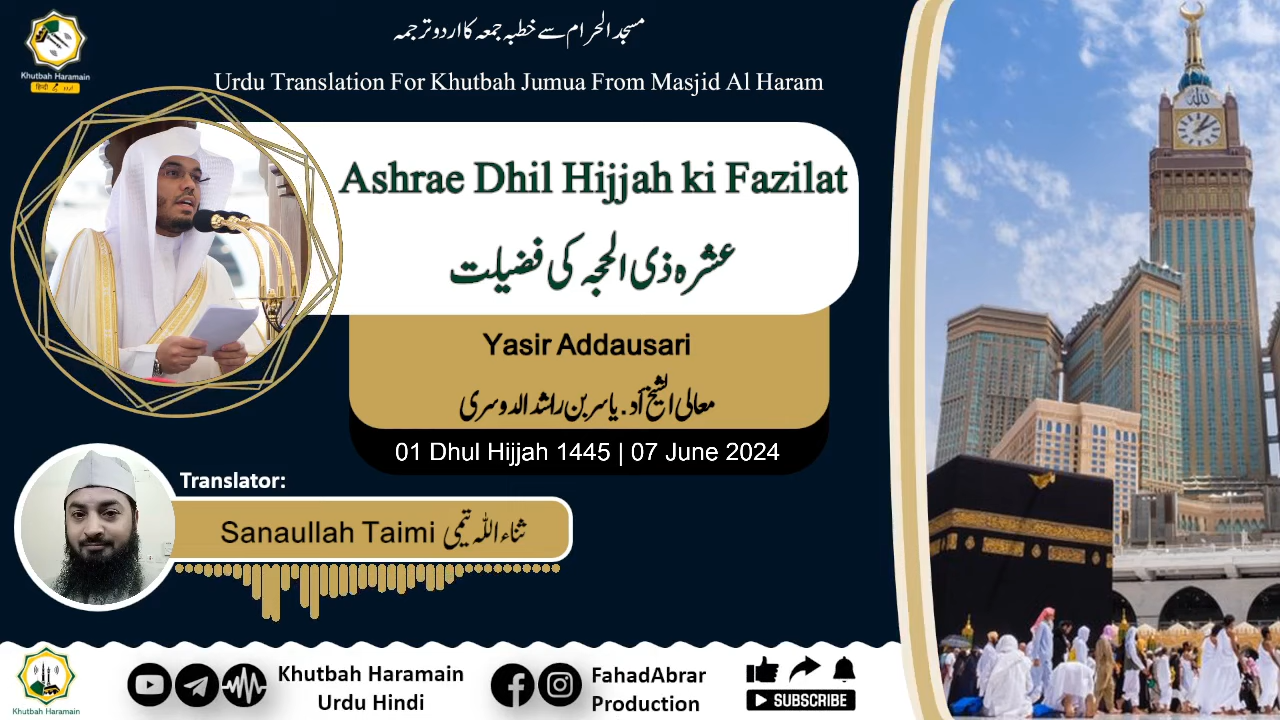 مسجد الحرام سے خطبہ جمعہ کا اردو ترجمہ
Urdu Translation For Khutbah Jumua From Masjid Al Haram
Khutbah Haramain
हिन्दी اردو
Ashrae Dhil Hijjah ki Fazilat
عشرہ ذی الحجہ کی فضیلت
Yasir Addausari
معالی الشیخ أ.د. یاسر بن راشد الدوسری
01 Dhul Hijjah 1445 | 07 June 2024
Translator:
Sanaullah Taimi ثناء اللہ تیمی
Khutbah Haramain
Khutbah Haramain
Urdu Hindi
FahadAbrar
Production
SUBSCRIBE